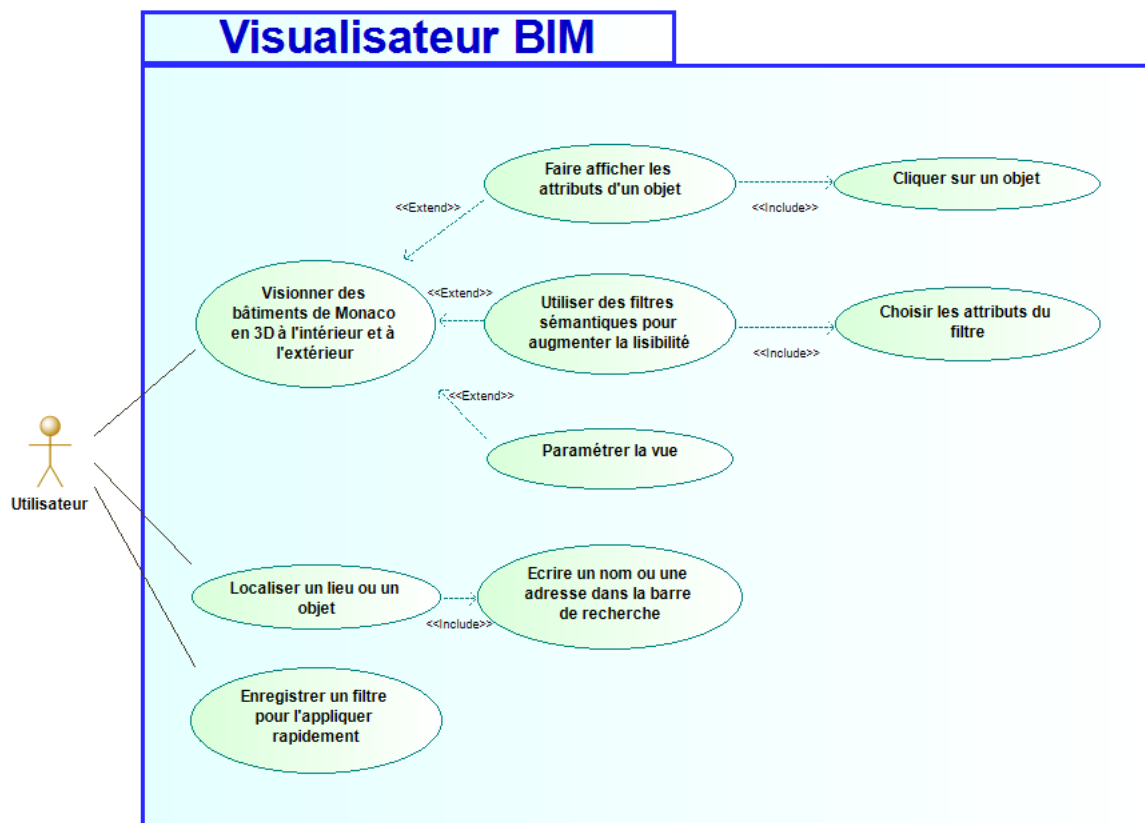 Visualisateur BIM
Faire afficher les
attributs d'un objet
<<Include>>
Cliquer sur un objet
<<Extend>>
Visionner des
bâtiments de Monaco
en 3D à l'intérieur et à
l'extérieur
<<Extend>>
Utiliser des filtres
sémantiques pour
augmenter la lisibilité
<<Include>>
Choisir les attributs du
filtre
<<Extend>>
Paramétrer la vue
Utilisateur
Localiser un lieu ou un
objet
<<Include>>
Ecrire un nom ou une
adresse dans la barre
de recherche
Enregistrer un filtre
pour l'appliquer
rapidement